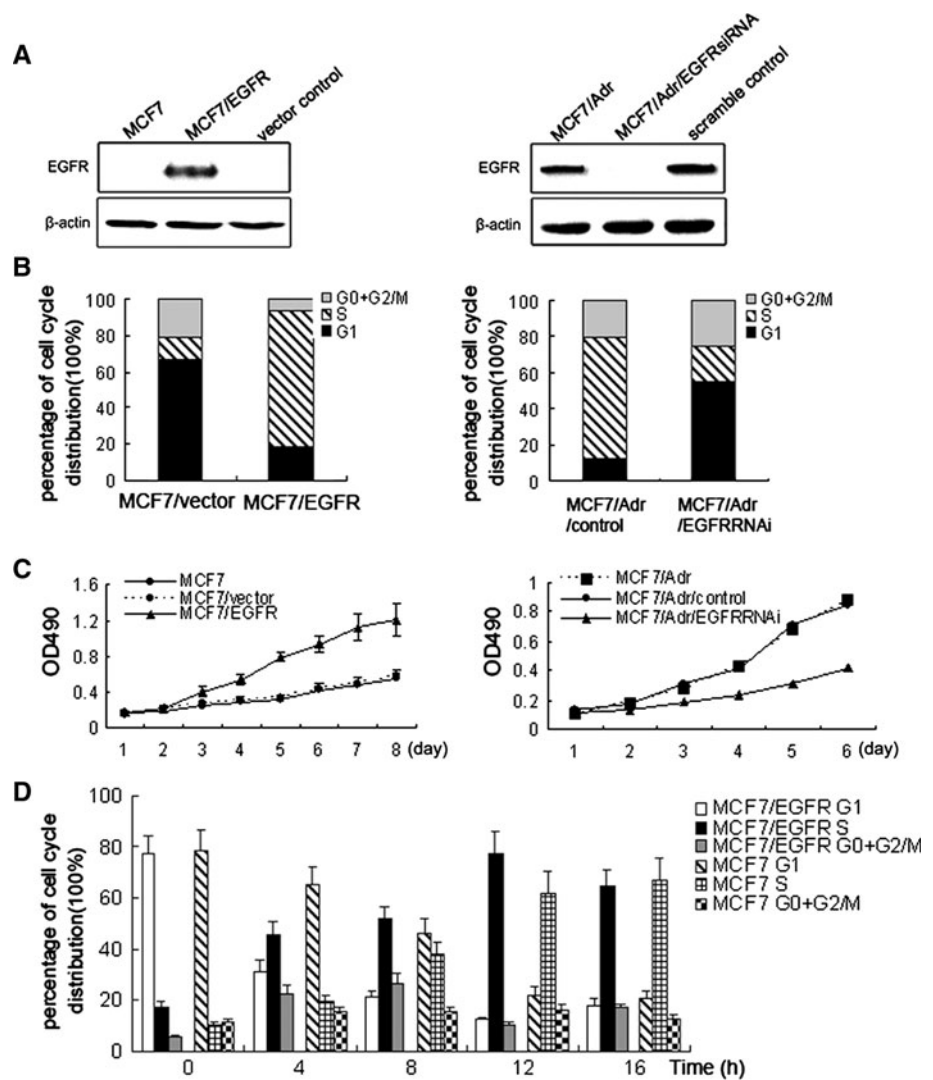 A
MCF7
MCF7/EGFR
vector control
EGFR
β-actin
MCF7/Adr
MCF7/Adr/EGFRsiRNA
scramble control
EGFR
β-actin
B
percentage of cell cycle
distribution(100%)
100
80
60
40
20
0
G0+G2/M
S
G1
MCF7/vector
MCF7/EGFR
percentage of cell cycle
distribution(100%)
100
80
60
40
20
0
G0+G2/M
S
G1
MCF7/Adr
/control
MCF7/Adr
/EGFRRNAi
C
OD490
1.6
1.2
0.8
0.4
0
MCF7
MCF7/vector
MCF7/EGFR
1 2 3 4 5 6 7 8 (day)
OD490
1
0.8
0.6
0.4
0.2
0
MCF7/Adr
MCF7/Adr/control
MCF7/Adr/EGFRRNAi
1 2 3 4 5 6 (day)
D
percentage of cell cycle
distribution(100%)
100
80
60
40
20
0
MCF7/EGFR G1
MCF7/EGFR S
MCF7/EGFR G0+G2/M
MCF7 G1
MCF7 S
MCF7 G0+G2/M
0 4 8 12 16 Time (h)